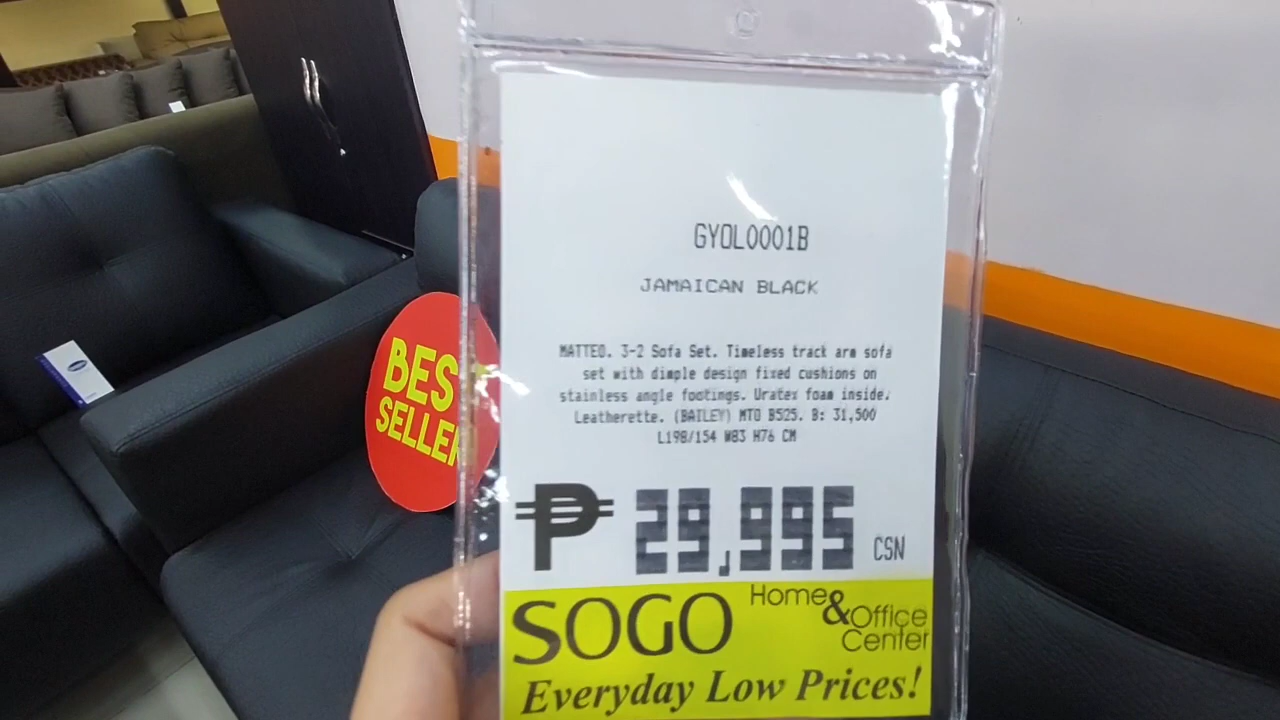 GYOL0001B
JAMAICAN BLACK
MATTEO. 3-2 Sofa Set. Timeless track arm sofa
set with dimple design fixed cushions on
stainless angle footings. Uratex foam inside.
Leatherette. (BAILEY) MTO B525. B: 31,500
L198/154 W83 H76 CM
₱ 29,995 CSN
BEST
SELLER
SOGO Home & Office Center
Everyday Low Prices!